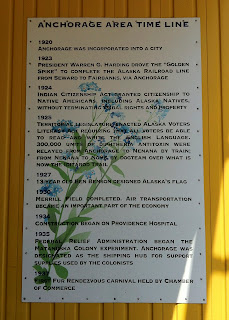 ANCHORAGE AREA TIME LINE
1920
ANCHORAGE WAS INCORPORATED INTO A CITY
1923
PRESIDENT WARREN G. HARDING DROVE THE "GOLDEN
SPIKE" TO COMPLETE THE ALASKA RAILROAD LINE
FROM SEWARD TO FAIRBANKS, VIA ANCHORAGE
1924
INDIAN CITIZENSHIP ACT GRANTED CITIZENSHIP TO
NATIVE AMERICANS, INCLUDING ALASKA NATIVES,
WITHOUT TERMINATING TRIBAL RIGHTS AND PROPERTY
1925
TERRITORIAL LEGISLATURE ENACTED ALASKA VOTERS
LITERACY ACT REQUIRING THAT ALL VOTERS BE ABLE
TO READ AND WRITE THE ENGLISH LANGUAGE.
300,000 UNITS OF DIPHTHERIA ANTITOXIN WERE
RELAYED FROM ANCHORAGE TO NENANA BY TRAIN,
FROM NENANA TO NOME BY DOGTEAM OVER WHAT IS
NOW THE IDITAROD TRAIL
1927
13 YEAR OLD BEN BENSON DESIGNED ALASKA'S FLAG
1930
MERRILL FIELD COMPLETED. AIR TRANSPORTATION
BECAME AN IMPORTANT PART OF THE ECONOMY
1934
CONSTRUCTION BEGAN ON PROVIDENCE HOSPITAL
1935
FEDERAL RELIEF ADMINISTRATION BEGAN THE
MATANUSKA COLONY EXPERIMENT. ANCHORAGE WAS
DESIGNATED AS THE SHIPPING HUB FOR SUPPORT
SUPPLIES USED BY THE COLONISTS
FIRST FUR RENDEZVOUS CARNIVAL HELD BY CHAMBER
OF COMMERCE